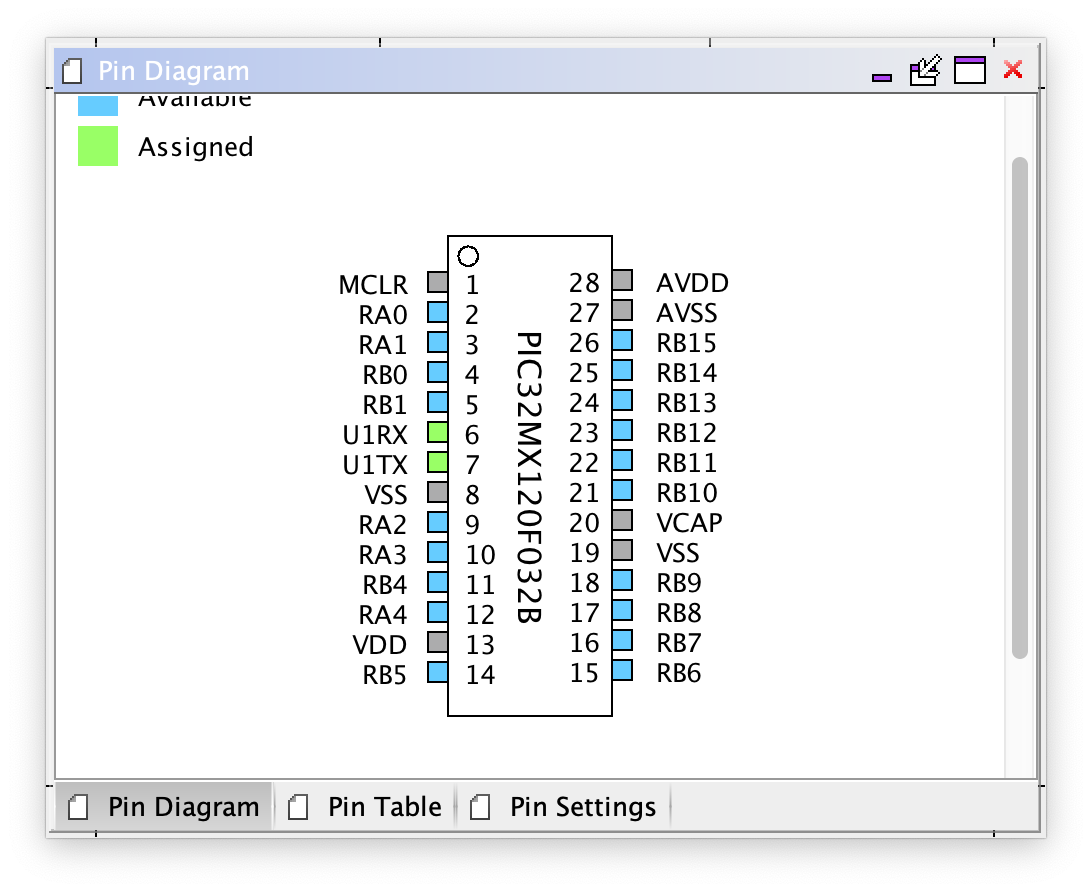 Pin Diagram
Available
Assigned
MCLR 1 28 AVDD
RA0 2 27 AVSS
RA1 3 26 RB15
RB0 4 25 RB14
RB1 5 24 RB13
U1RX 6 23 RB12
U1TX 7 22 RB11
VSS 8 21 RB10
RA2 9 20 VCAP
RA3 10 19 VSS
RB4 11 18 RB9
RA4 12 17 RB8
VDD 13 16 RB7
RB5 14 15 RB6
PIC32MX120F032B
Pin Diagram Pin Table Pin Settings